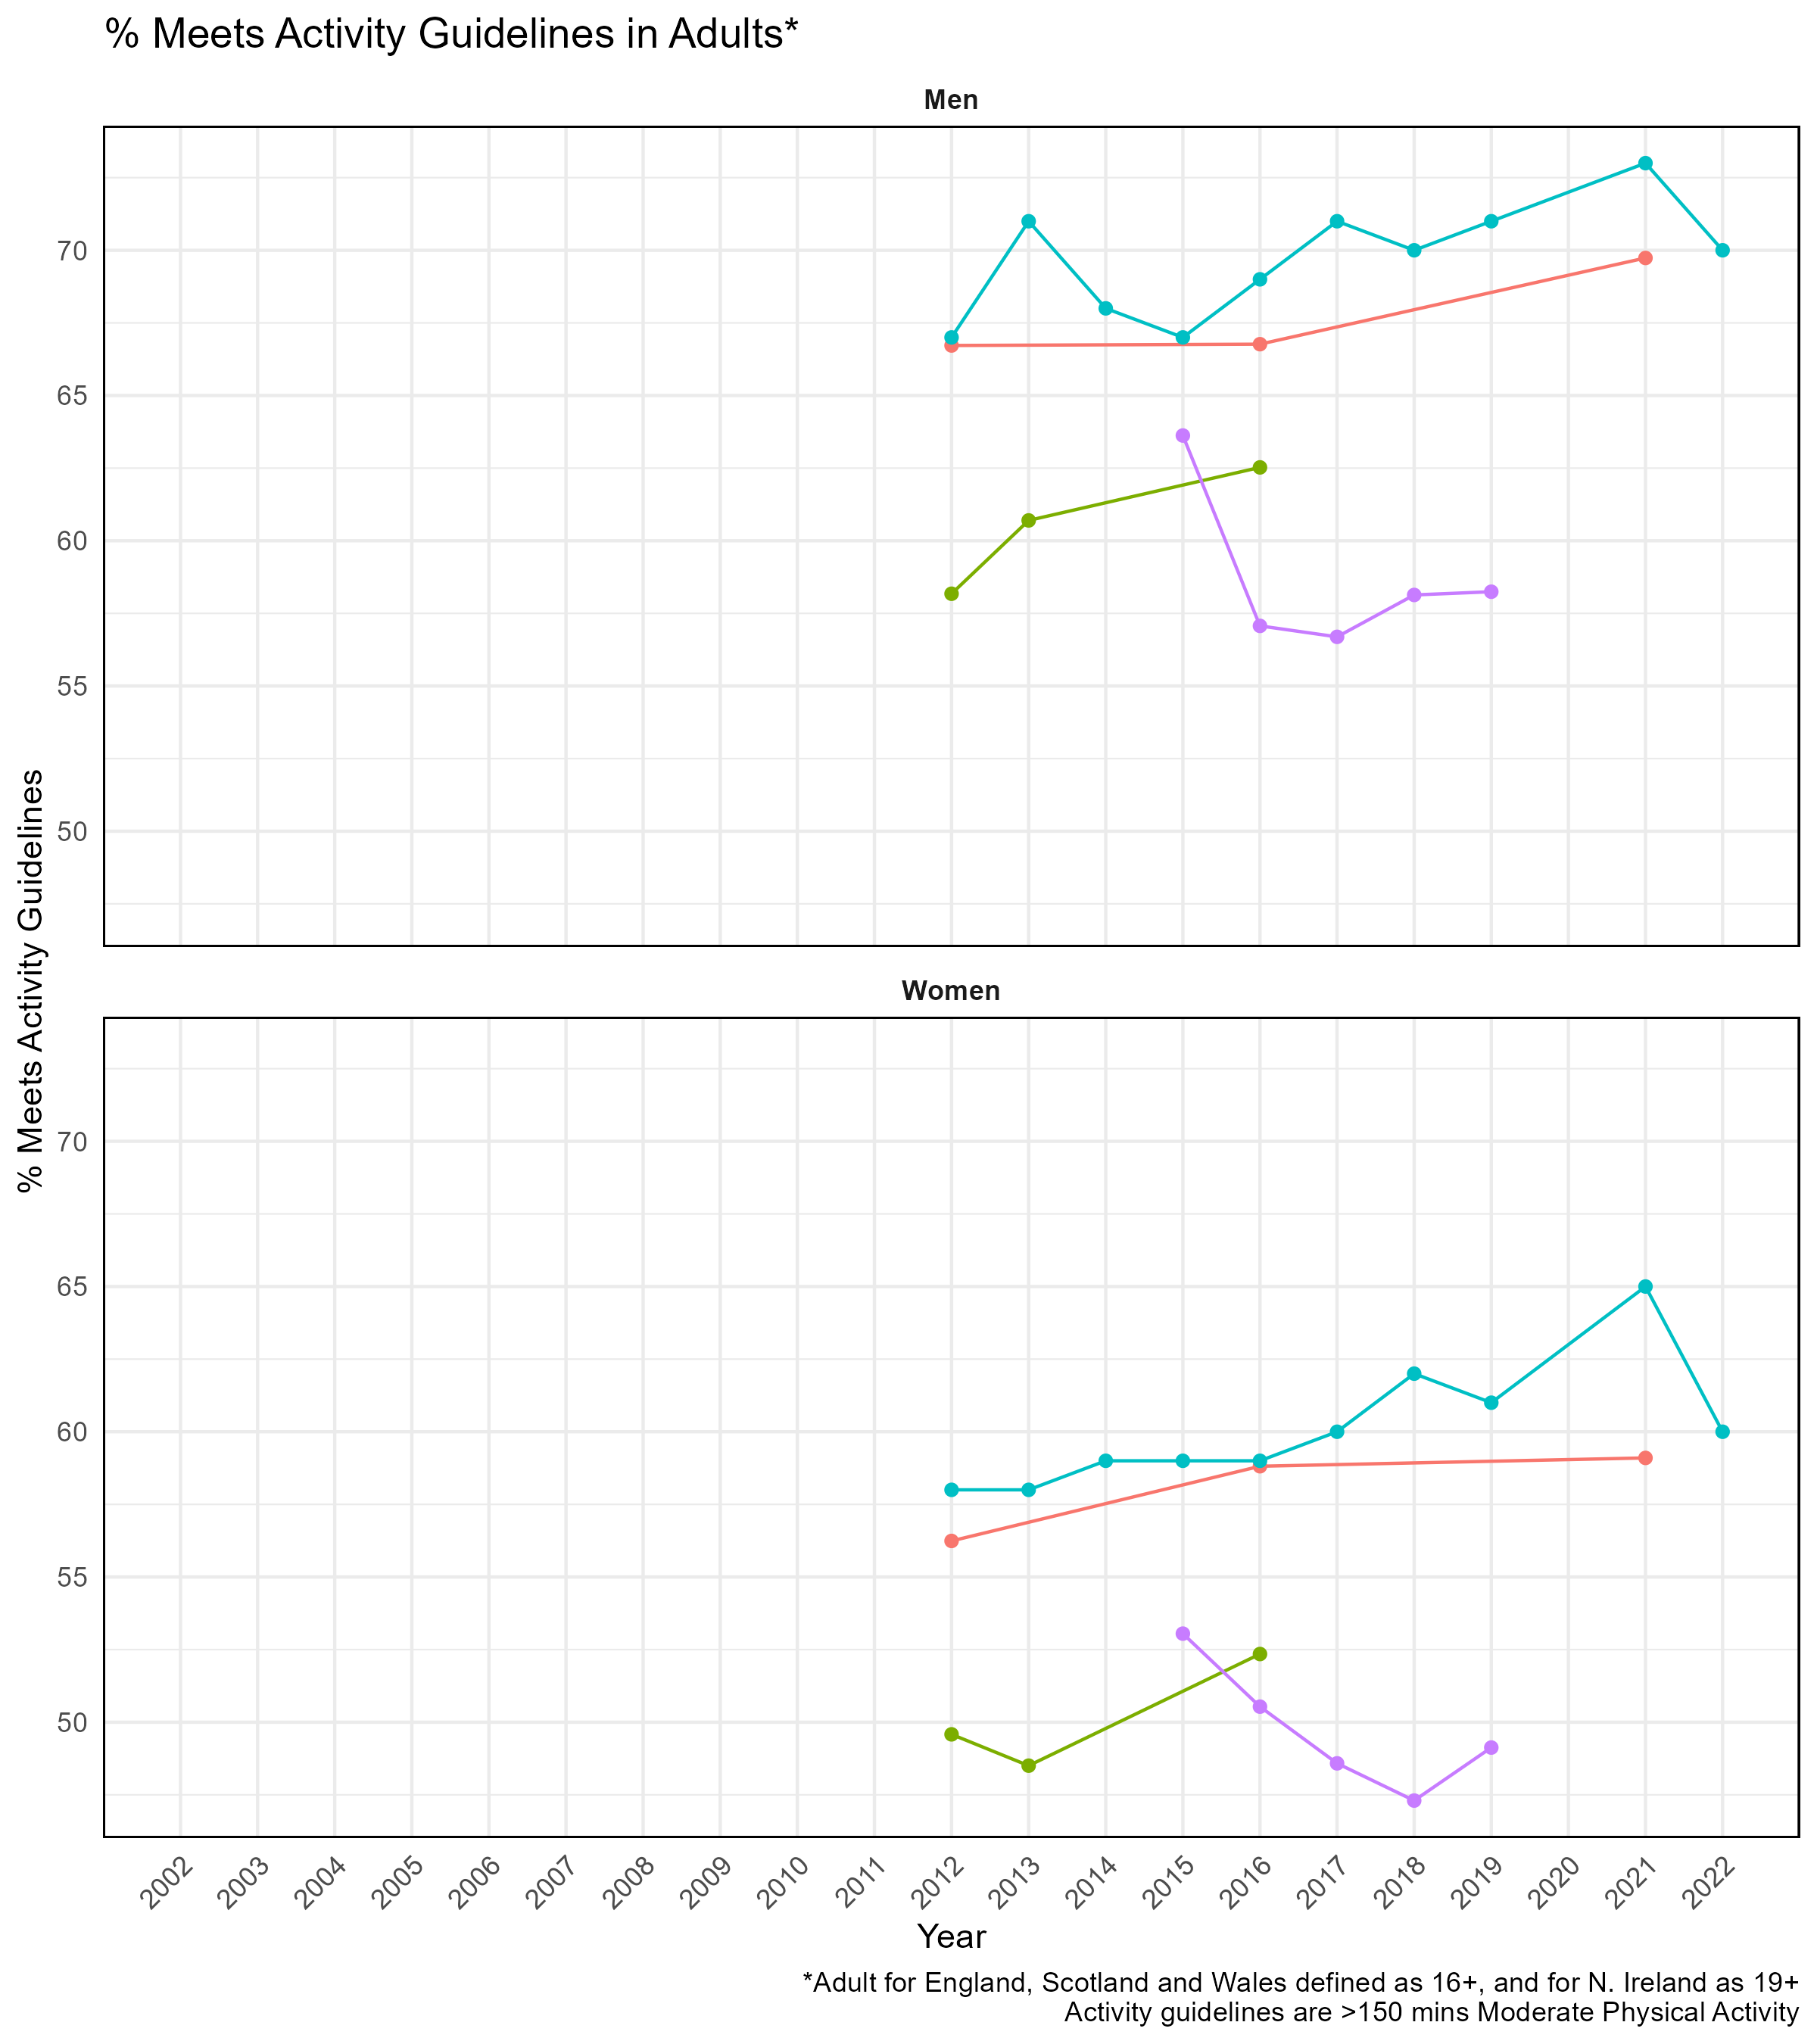 % Meets Activity Guidelines in Adults*
Men
70
65
60
55
50
% Meets Activity Guidelines
Women
70
65
60
55
50
2002 2003 2004 2005 2006 2007 2008 2009 2010 2011 2012 2013 2014 2015 2016 2017 2018 2019 2020 2021 2022
Year
*Adult for England, Scotland and Wales defined as 16+, and for N. Ireland as 19+
Activity guidelines are >150 mins Moderate Physical Activity